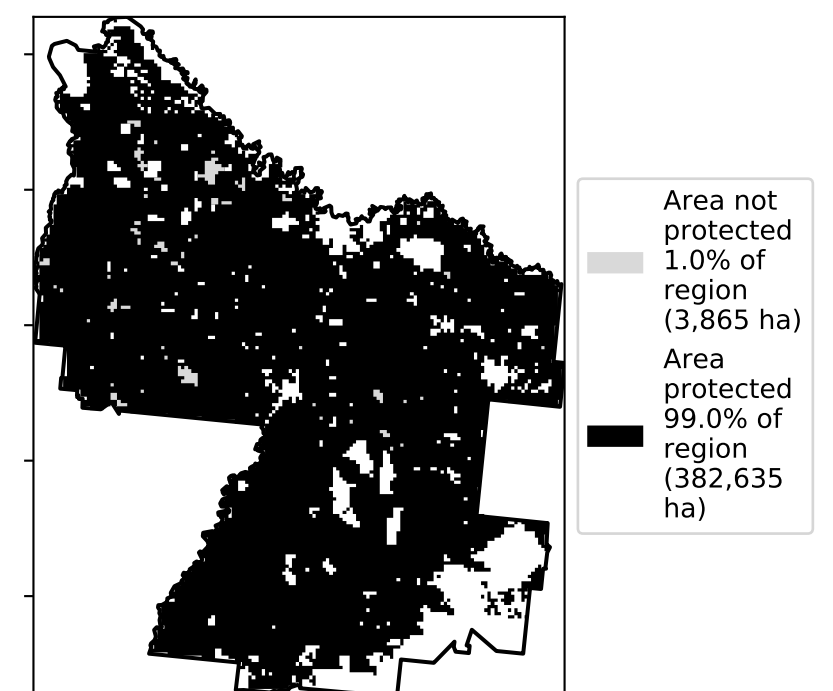 Area not
protected
1.0% of
region
(3,865 ha)
Area
protected
99.0% of
region
(382,635
ha)